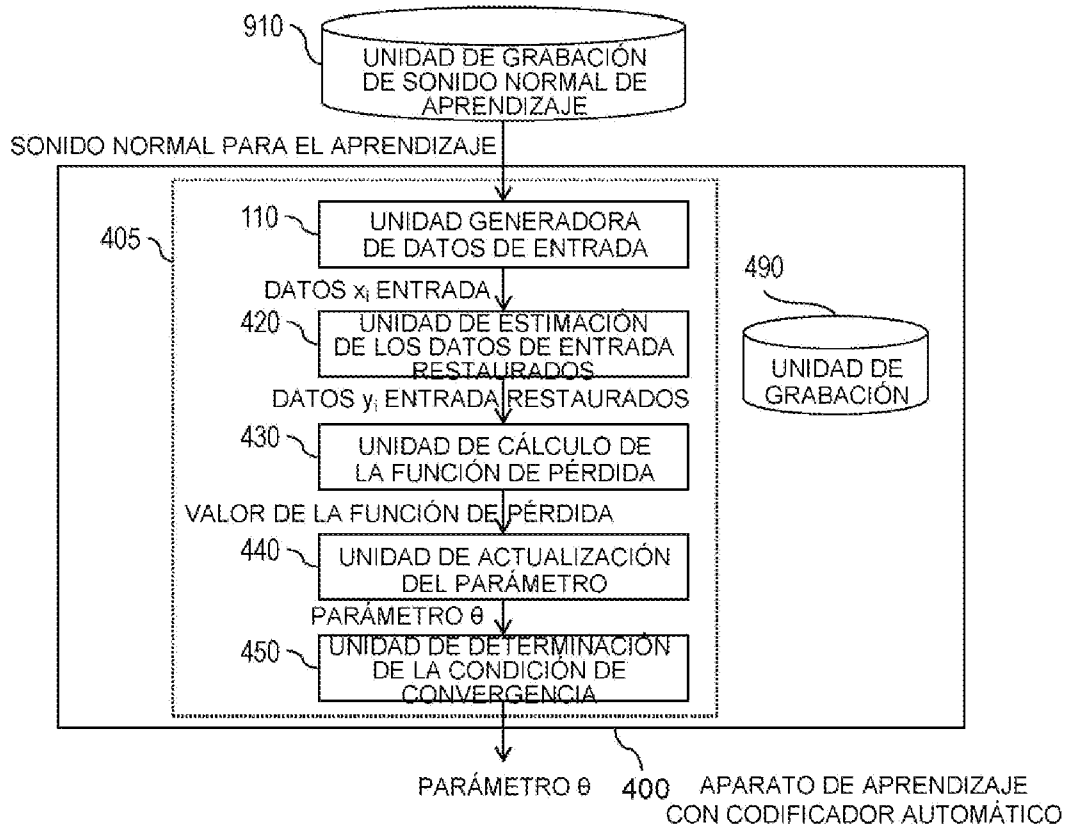 910
UNIDAD DE GRABACIÓN
DE SONIDO NORMAL DE
APRENDIZAJE
SONIDO NORMAL PARA EL APRENDIZAJE
405
110
UNIDAD GENERADORA
DE DATOS DE ENTRADA
DATOS xᵢ ENTRADA
420
UNIDAD DE ESTIMACIÓN
DE LOS DATOS DE ENTRADA
RESTAURADOS
490
UNIDAD DE
GRABACIÓN
DATOS yᵢ ENTRADA RESTAURADOS
430
UNIDAD DE CÁLCULO DE
LA FUNCIÓN DE PÉRDIDA
VALOR DE LA FUNCIÓN DE PÉRDIDA
440
UNIDAD DE ACTUALIZACIÓN
DEL PARÁMETRO
PARÁMETRO θ
450
UNIDAD DE DETERMINACIÓN
DE LA CONDICIÓN DE
CONVERGENCIA
PARÁMETRO θ
400
APARATO DE APRENDIZAJE
CON CODIFICADOR AUTOMÁTICO